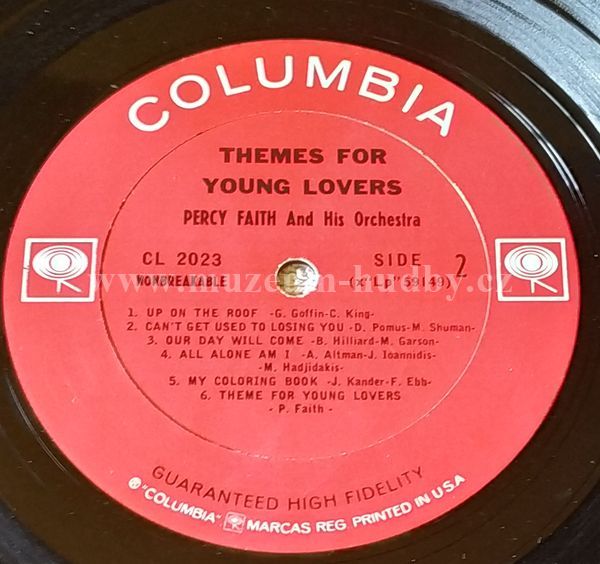 COLUMBIA
THEMES FOR
YOUNG LOVERS
PERCY FAITH And His Orchestra
CL 2023 SIDE 2
NONBREAKABLE (x"Lp"59149)
www.muzeum-hudby.cz
1. UP ON THE ROOF -G. Goffin-C. King-
2. CAN'T GET USED TO LOSING YOU -D. Pomus-M. Shuman-
3. OUR DAY WILL COME -B. Hilliard-M. Garson-
4. ALL ALONE AM I -A. Altman-J. Ioannidis-
-M. Hadjidakis-
5. MY COLORING BOOK -J. Kander-F. Ebb-
6. THEME FOR YOUNG LOVERS
- P. Faith -
GUARANTEED HIGH FIDELITY
® "COLUMBIA" MARCAS REG. PRINTED IN U.S.A.